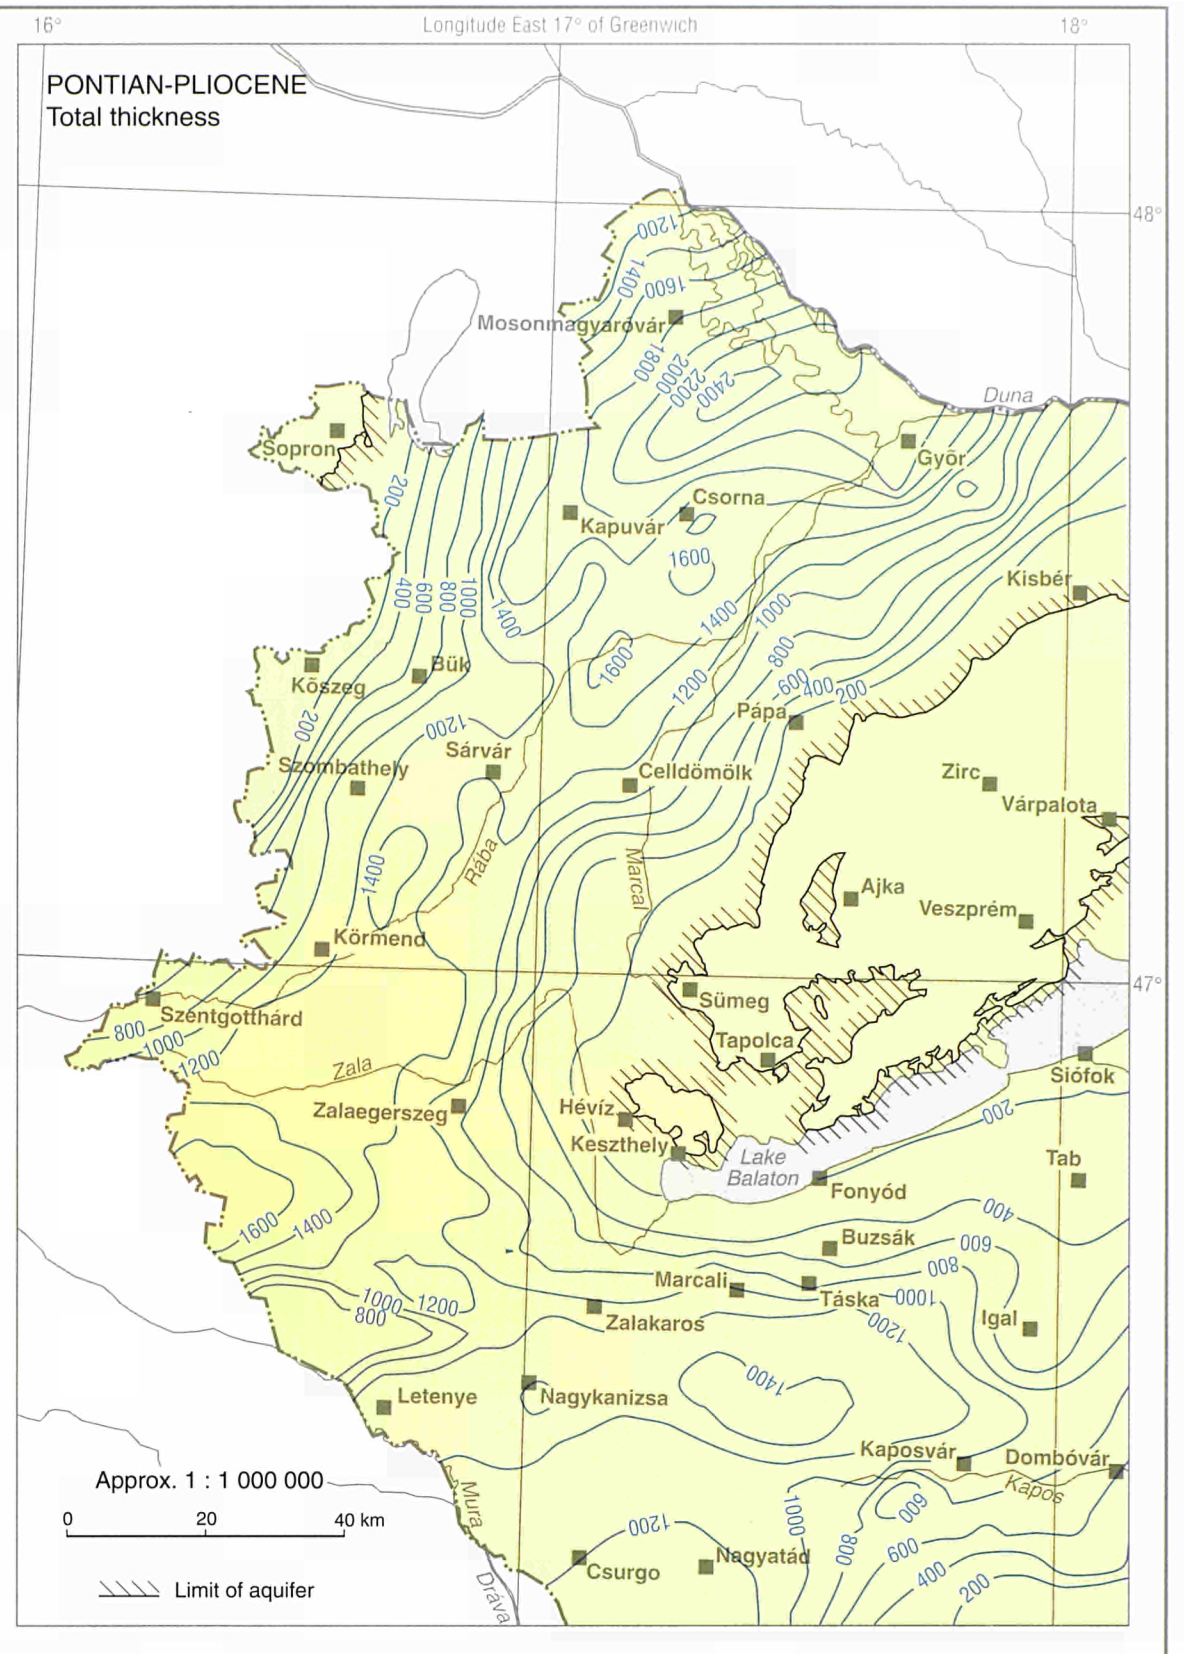 16°
Longitude East 17° of Greenwich
18°
PONTIAN-PLIOCENE
Total thickness
48°
1200
1400
1600
Mosonmagyaróvár
1800
2000
2200
2400
Duna
Sopron
Győr
200
Csorna
Kapuvár
1600
Kisbér
400
600
800
1000
1400
1400
1000
800
1600
Bük
Kőszeg
1200
600
400
200
Pápa
200
1200
Sárvár
Szombathely
Celldömölk
Zirc
Várpalota
1400
Rába
Marcal
Ajka
Veszprém
Körmend
47°
Sümeg
Szentgotthárd
800
1000
1200
Tapolca
Zala
Siófok
Zalaegerszeg
Hévíz
200
Keszthely
Lake
Balaton
Tab
Fonyód
400
1600
1400
Buzsák
600
800
Marcali
1000
1200
800
Táska
1000
Zalakaros
1200
Igal
1400
Letenye
Nagykanizsa
Kaposvár
Dombóvár
Approx. 1 : 1 000 000
Kapos
Mura
600
1000
0
20
40 km
1200
800
600
Nagyatád
Csurgo
400
200
Limit of aquifer
Dráva